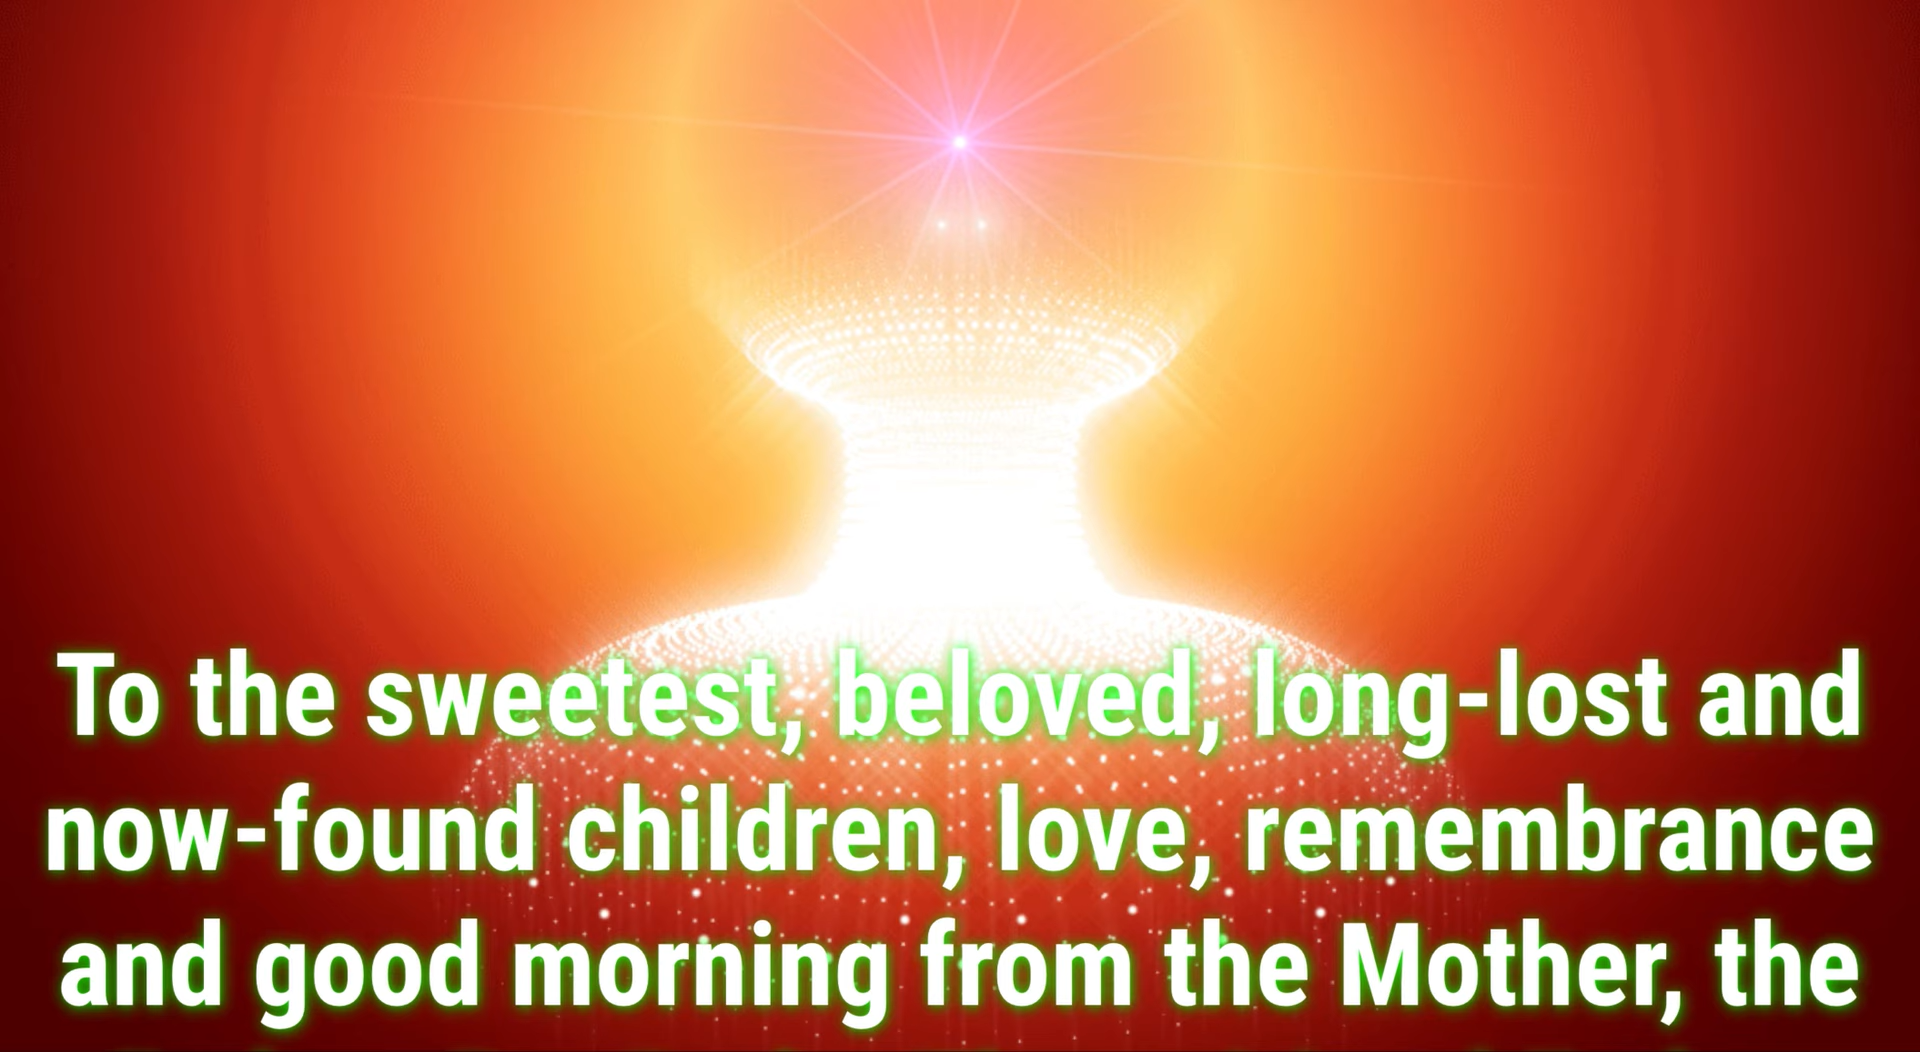 To the sweetest, beloved, long-lost and
now-found children, love, remembrance
and good morning from the Mother, the